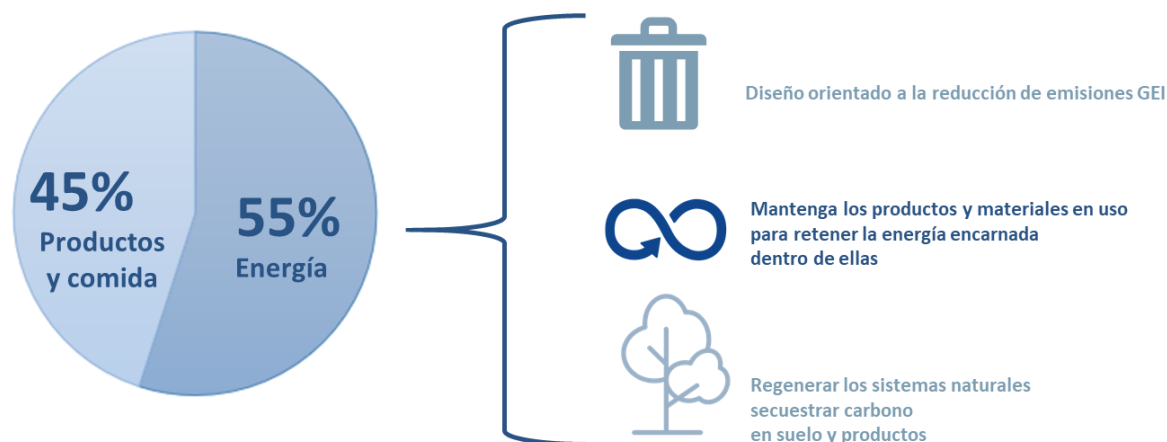 45%
Productos
y comida
55%
Energía
Diseño orientado a la reducción de emisiones GEI
Mantenga los productos y materiales en uso
para retener la energía encarnada
dentro de ellas
Regenerar los sistemas naturales
secuestrar carbono
en suelo y productos